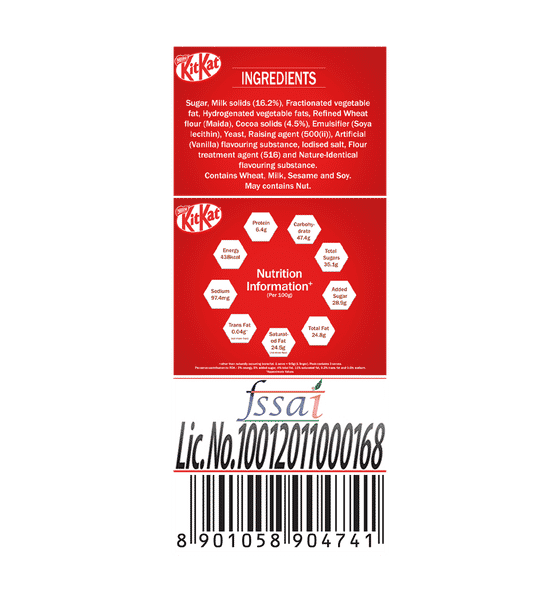 Nestle
KitKat
INGREDIENTS
Sugar, Milk solids (16.2%), Fractionated vegetable
fat, Hydrogenated vegetable fats, Refined Wheat
flour (Maida), Cocoa solids (4.5%), Emulsifier (Soya
lecithin), Yeast, Raising agent (500(ii)), Artificial
(Vanilla) flavouring substance, Iodised salt, Flour
treatment agent (516) and Nature-Identical
flavouring substance.
Contains Wheat, Milk, Sesame and Soy.
May contains Nut.
Nestle
KitKat
Protein
6.4g
Carbohy-
drate
47.4g
Energy
Total
Sugars
35.1g
Nutrition
Information+
(Per 100g)
Sodium
97.4mg
Added
Sugar
28.5g
Trans Fat
0.04g
Saturat-
ed Fat
24.5g
Total Fat
24.8g
fssai
Lic.No.10012011000168
8 901058 904741